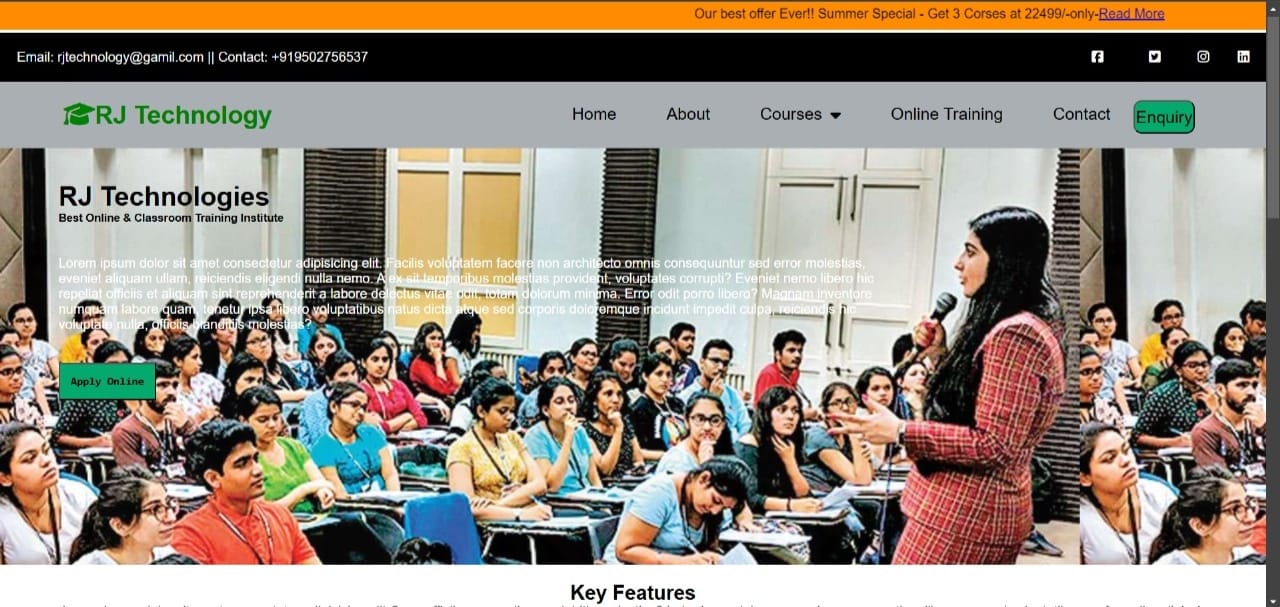 Our best offer Ever!! Summer Special - Get 3 Corses at 22499/-only-Read More
Email: rjtechnology@gamil.com || Contact: +919502756537
RJ Technology
Home
About
Courses
Online Training
Contact
Enquiry
RJ Technologies
Best Online & Classroom Training Institute
Lorem ipsum dolor sit amet consectetur adipisicing elit. Facilis voluptatem facere non architecto omnis consequuntur sed error molestias,
eveniet aliquam ullam, reiciendis eligendi nulla nemo. A ex sit temporibus molestias provident, voluptates corrupti? Eveniet nemo libero hic
repellat officiis et aliquam sint reprehenderit a labore delectus vitae odit, totam dolorum minima. Error odit porro libero? Magnam inventore
numquam labore quam, tenetur ipsa libero voluptatibus natus dicta atque sed corporis doloremque incidunt impedit culpa, reiciendis hic
voluptate nulla, officiis blanditiis molestias?
Apply Online
Key Features